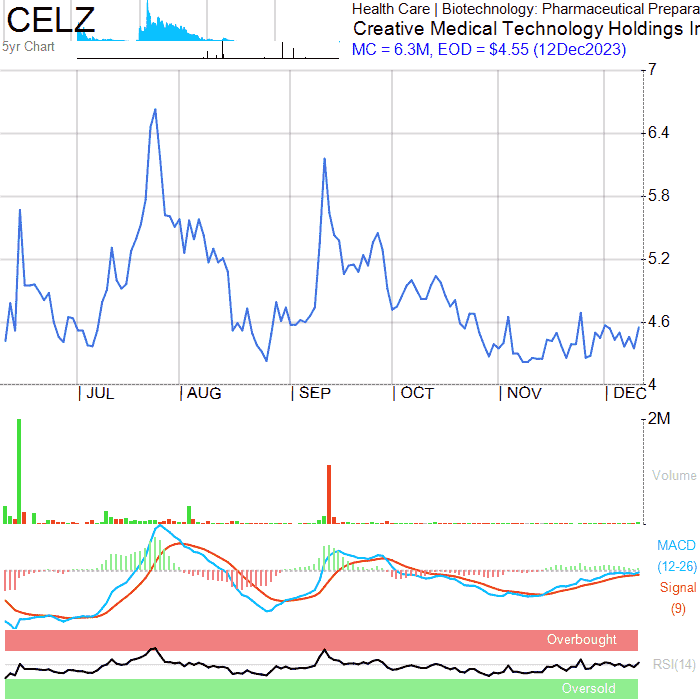 CELZ
5yr Chart
Health Care | Biotechnology: Pharmaceutical Prepara
Creative Medical Technology Holdings In
MC = 6.3M, EOD = $4.55 (12Dec2023)
7
6.4
5.8
5.2
4.6
4
| JUL | AUG | SEP | OCT | NOV | DEC
2M
Volume
MACD
(12-26)
Signal
(9)
Overbought
RSI(14)
Oversold